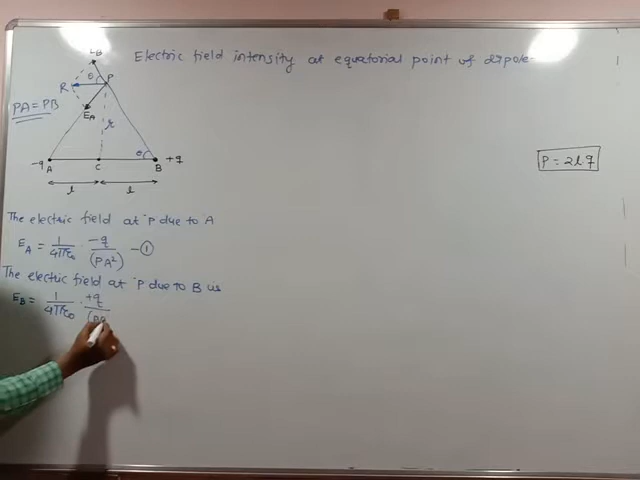 Electric field intensity at equatorial point of dipole
E_B
θ
P
R
PA = PB
E_A
r
θ
-q
A
C
B
+q
l
l
P = 2l.q
The electric field at 'P due to A
E_A = 1/4πε₀ . -q/(PA²) -①
The electric field at 'P due to B is
E_B = 1/4πε₀ . +q/(P